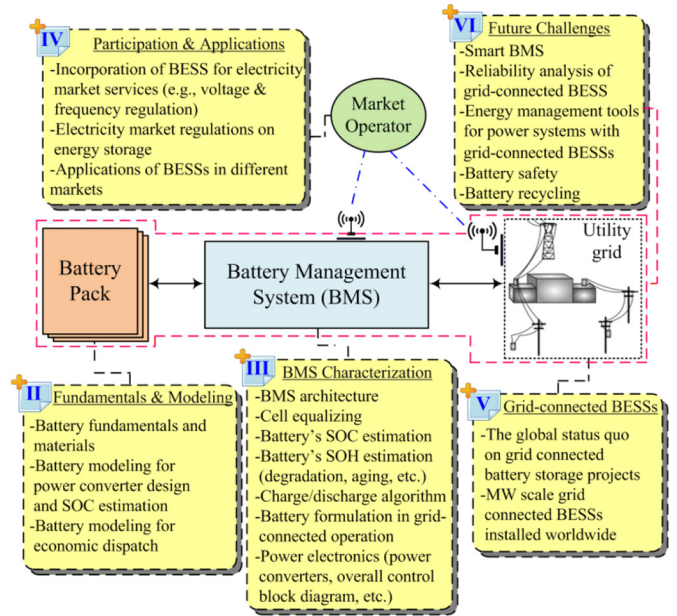 IV
Participation & Applications
-Incorporation of BESS for electricity
market services (e.g., voltage &
frequency regulation)
-Electricity market regulations on
energy storage
-Applications of BESSs in different
markets
Market
Operator
VI
Future Challenges
-Smart BMS
-Reliability analysis of
grid-connected BESS
-Energy management tools
for power systems with
grid-connected BESSs
-Battery safety
-Battery recycling
Battery
Pack
Battery Management
System (BMS)
Utility
grid
II
Fundamentals & Modeling
-Battery fundamentals and
materials
-Battery modeling for
power converter design
and SOC estimation
-Battery modeling for
economic dispatch
III
BMS Characterization
-BMS architecture
-Cell equalizing
-Battery's SOC estimation
-Battery's SOH estimation
(degradation, aging, etc.)
-Charge/discharge algorithm
-Battery formulation in grid-
connected operation
-Power electronics (power
converters, overall control
block diagram, etc.)
V
Grid-connected BESSs
-The global status quo
on grid connected
battery storage projects
-MW scale grid
connected BESSs
installed worldwide